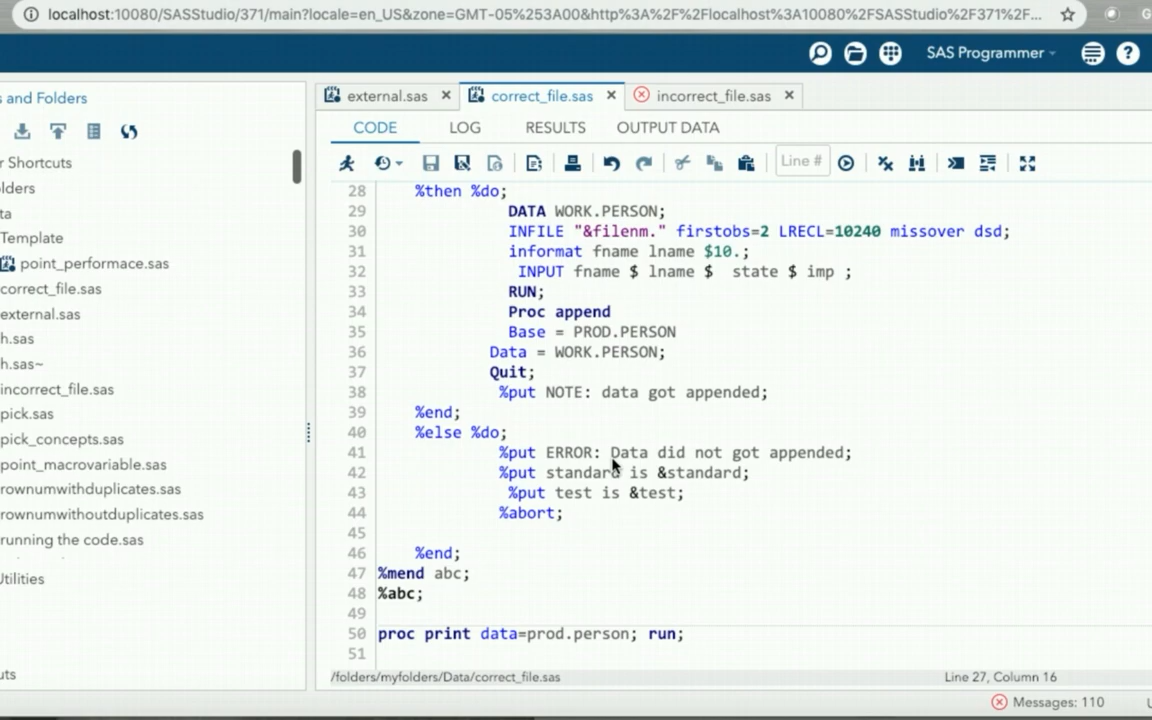 localhost:10080/SASStudio/371/main?locale=en_US&zone=GMT-05%253A00&http%3A%2F%2Flocalhost%3A10080%2FSASStudio%2F371%2F...
SAS Programmer
s and Folders
r Shortcuts
olders
ta
Template
point_performace.sas
correct_file.sas
external.sas
h.sas
h.sas~
incorrect_file.sas
pick.sas
pick_concepts.sas
point_macrovariable.sas
rownumwithduplicates.sas
rownumwithoutduplicates.sas
running the code.sas
Utilities
uts
external.sas
correct_file.sas
incorrect_file.sas
CODE LOG RESULTS OUTPUT DATA
Line #
28 %then %do;
29 DATA WORK.PERSON;
30 INFILE "&filenm." firstobs=2 LRECL=10240 missover dsd;
31 informat fname lname $10.;
32 INPUT fname $ lname $ state $ imp ;
33 RUN;
34 Proc append
35 Base = PROD.PERSON
36 Data = WORK.PERSON;
37 Quit;
38 %put NOTE: data got appended;
39 %end;
40 %else %do;
41 %put ERROR: Data did not got appended;
42 %put standard is &standard;
43 %put test is &test;
44 %abort;
45
46 %end;
47 %mend abc;
48 %abc;
49
50 proc print data=prod.person; run;
51
/folders/myfolders/Data/correct_file.sas
Line 27, Column 16
Messages: 110